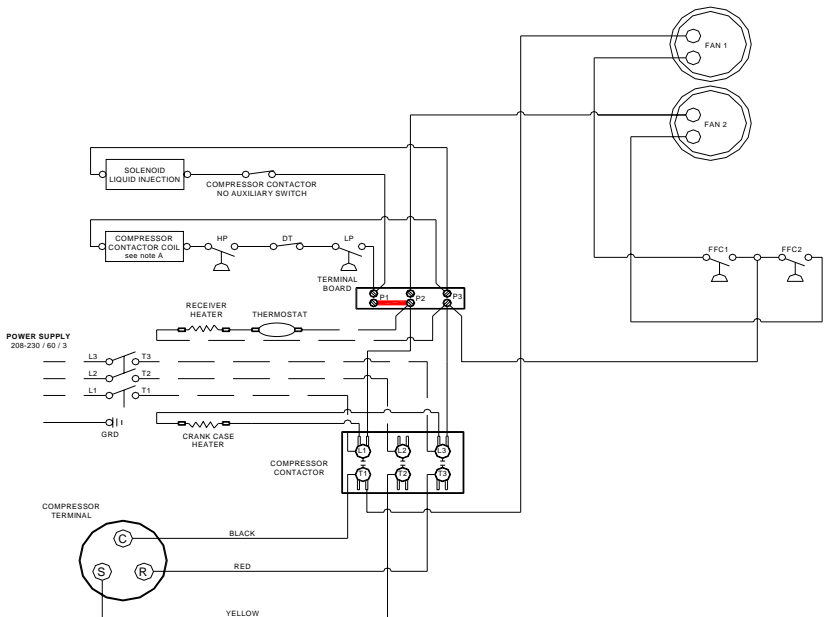 FAN 1
FAN 2
SOLENOID
LIQUID INJECTION
COMPRESSOR CONTACTOR
NO AUXILIARY SWITCH
COMPRESSOR
CONTACTOR COIL
see note A
HP
DT
LP
FFC1
FFC2
TERMINAL
BOARD
P1
P2
P3
RECEIVER
HEATER
THERMOSTAT
POWER SUPPLY
208-230 / 60 / 3
L3
T3
L2
T2
L1
T1
GRD
CRANK CASE
HEATER
COMPRESSOR
CONTACTOR
L1
L2
L3
T1
T2
T3
COMPRESSOR
TERMINAL
C
S
R
BLACK
RED
YELLOW